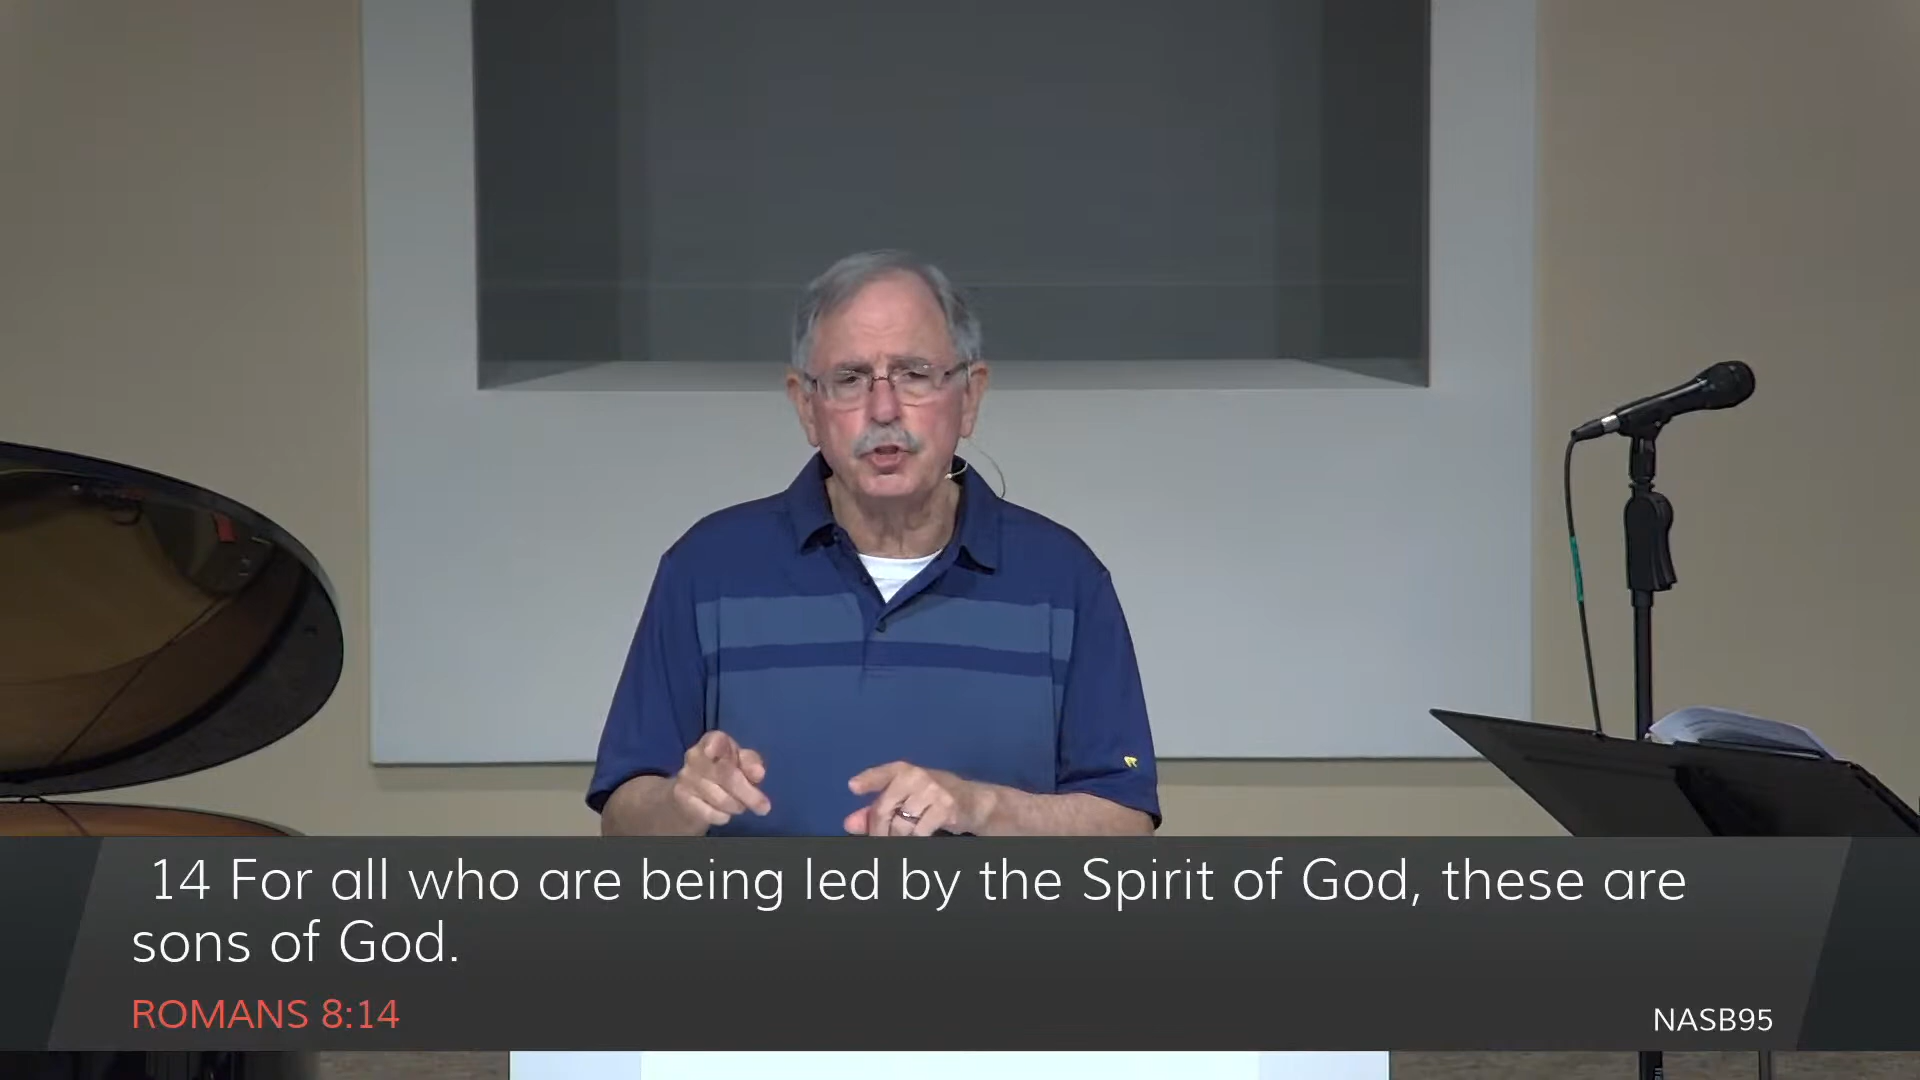 14 For all who are being led by the Spirit of God, these are
sons of God.
ROMANS 8:14
NASB95